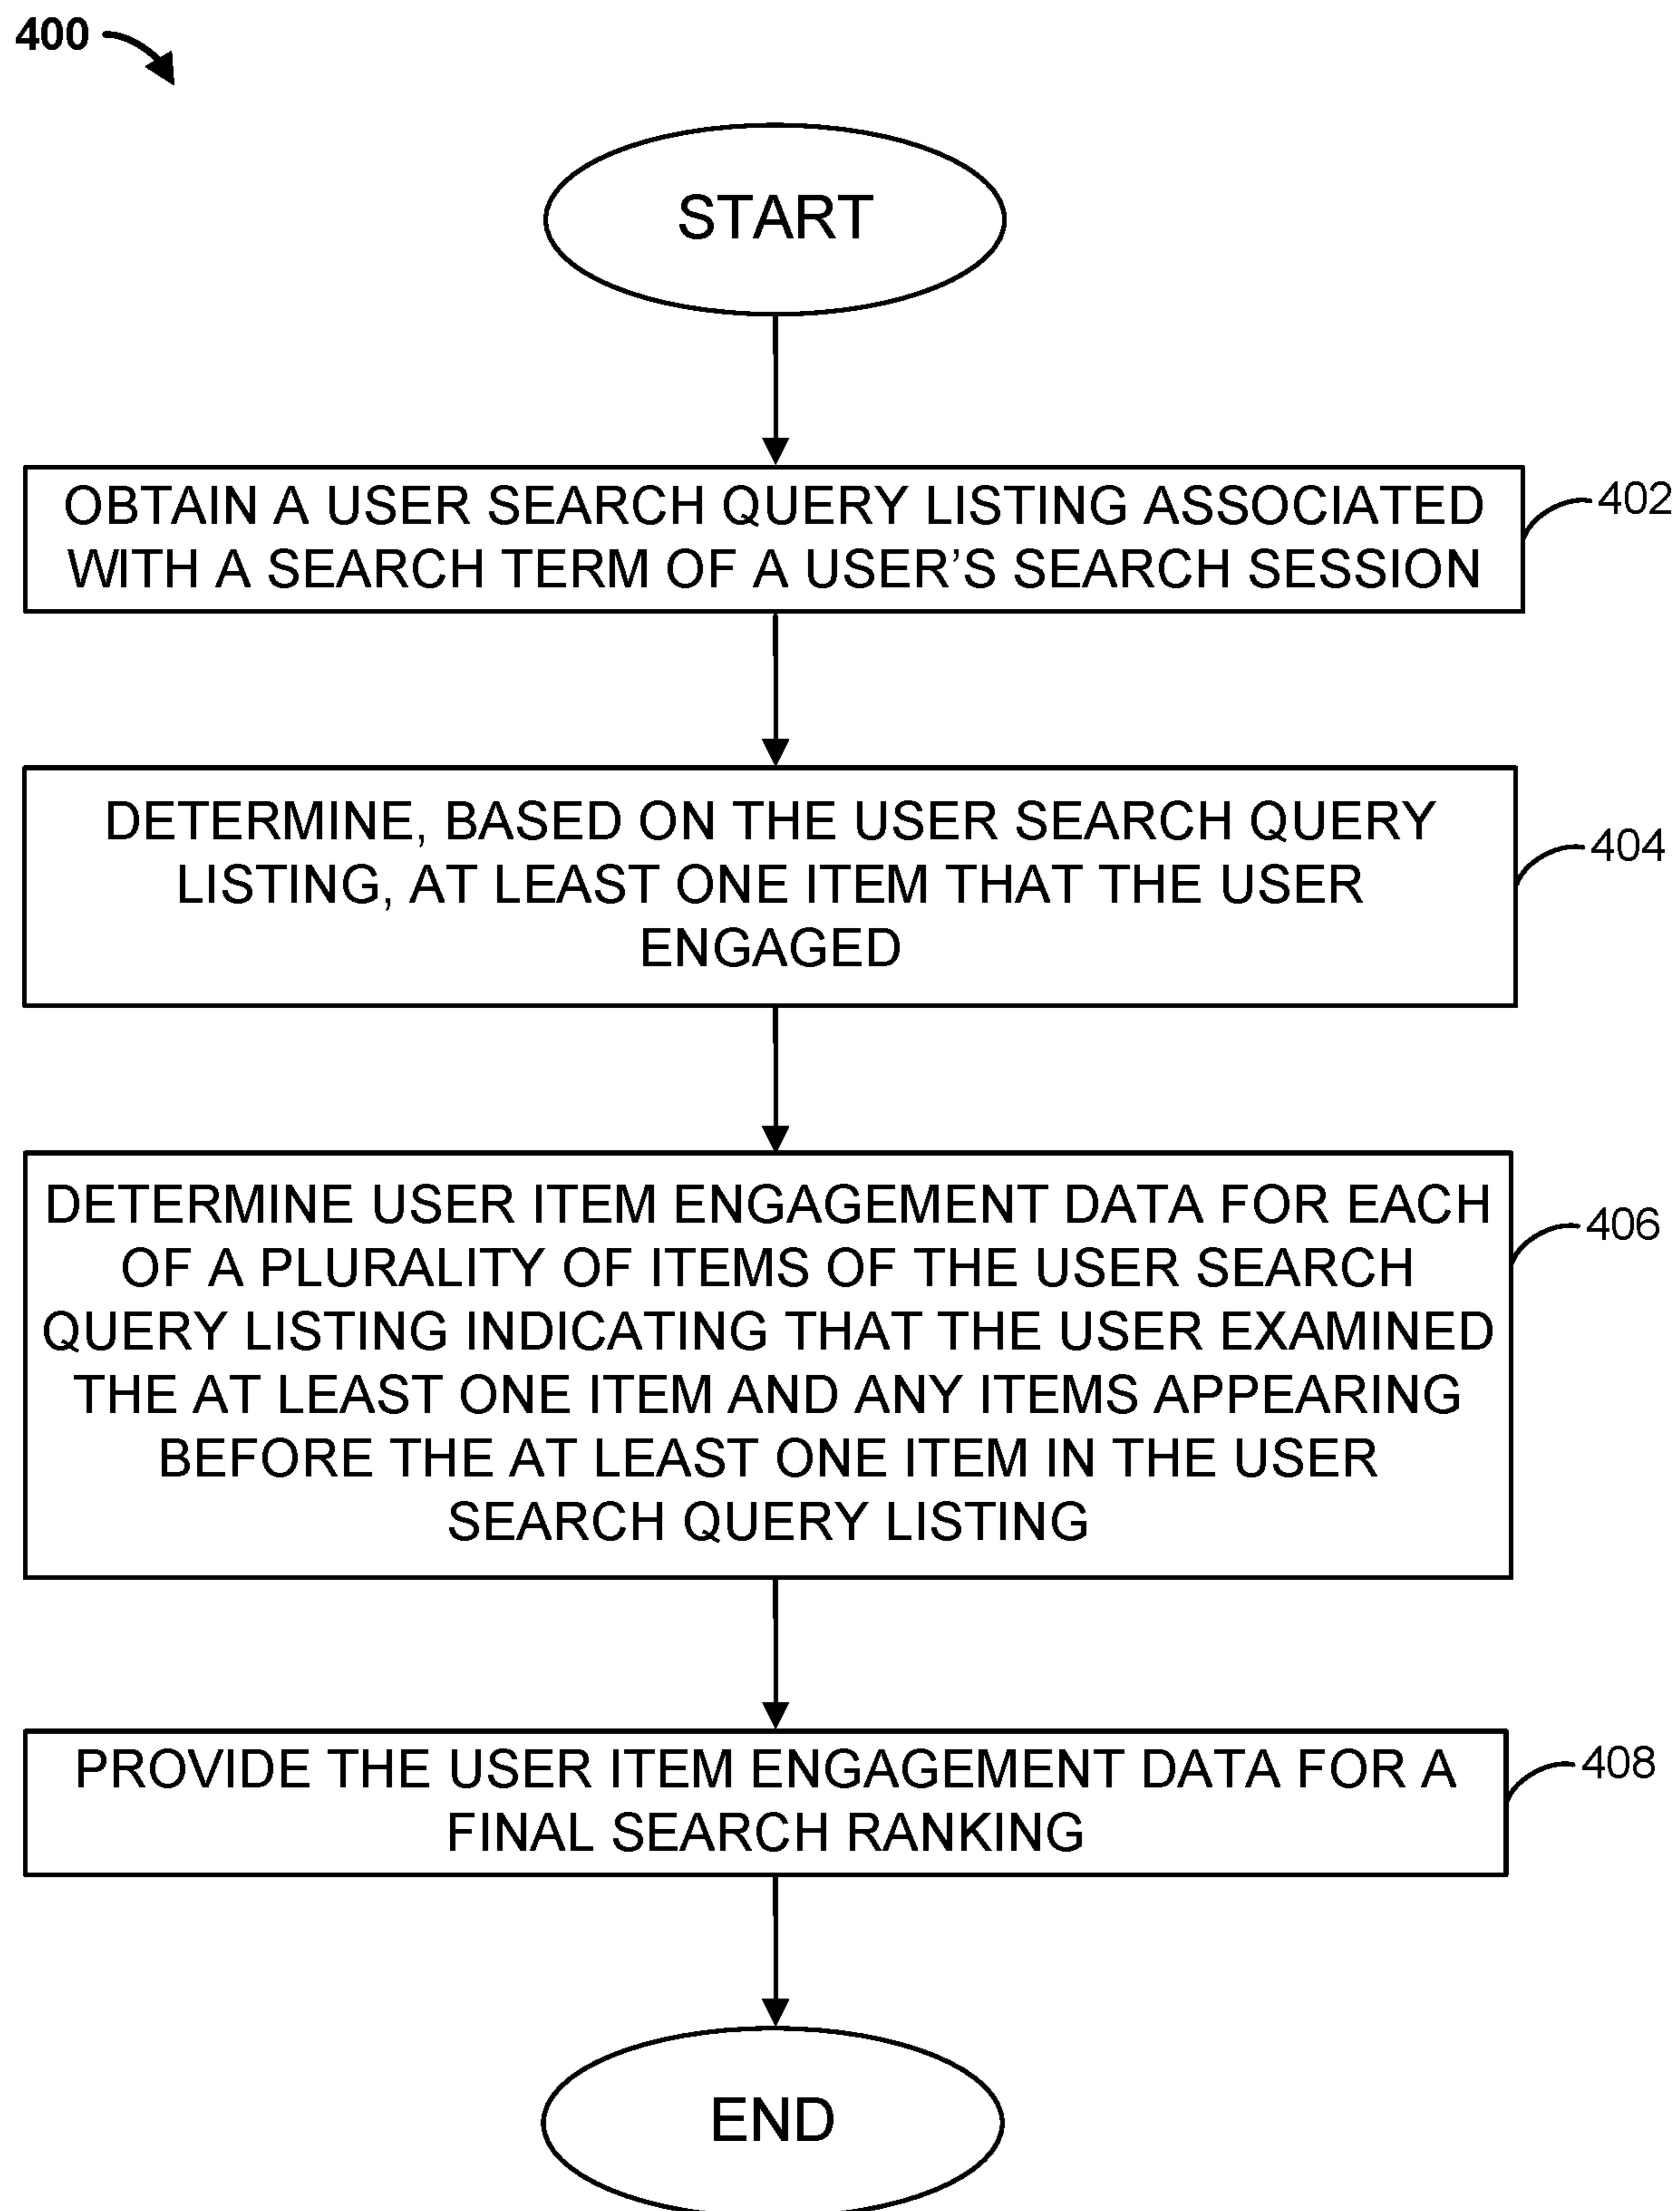 400
START
OBTAIN A USER SEARCH QUERY LISTING ASSOCIATED
WITH A SEARCH TERM OF A USER'S SEARCH SESSION
402
DETERMINE, BASED ON THE USER SEARCH QUERY
LISTING, AT LEAST ONE ITEM THAT THE USER
ENGAGED
404
DETERMINE USER ITEM ENGAGEMENT DATA FOR EACH
OF A PLURALITY OF ITEMS OF THE USER SEARCH
QUERY LISTING INDICATING THAT THE USER EXAMINED
THE AT LEAST ONE ITEM AND ANY ITEMS APPEARING
BEFORE THE AT LEAST ONE ITEM IN THE USER
SEARCH QUERY LISTING
406
PROVIDE THE USER ITEM ENGAGEMENT DATA FOR A
FINAL SEARCH RANKING
408
END